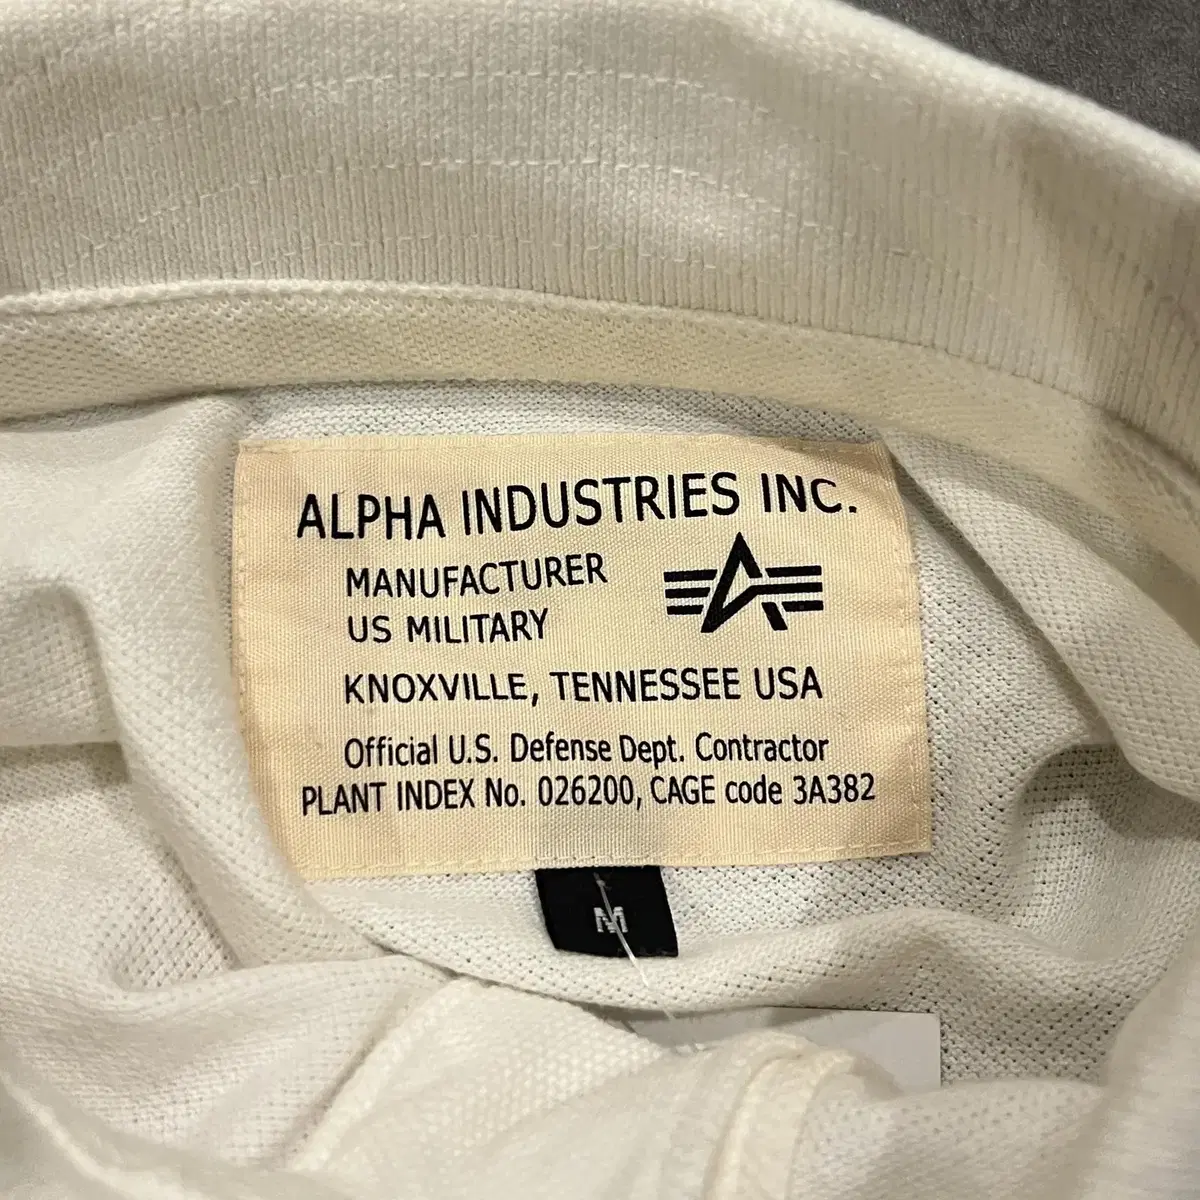 ALPHA INDUSTRIES INC.
MANUFACTURER
US MILITARY
KNOXVILLE, TENNESSEE USA
Official U.S. Defense Dept. Contractor
PLANT INDEX No. 026200, CAGE code 3A382
M